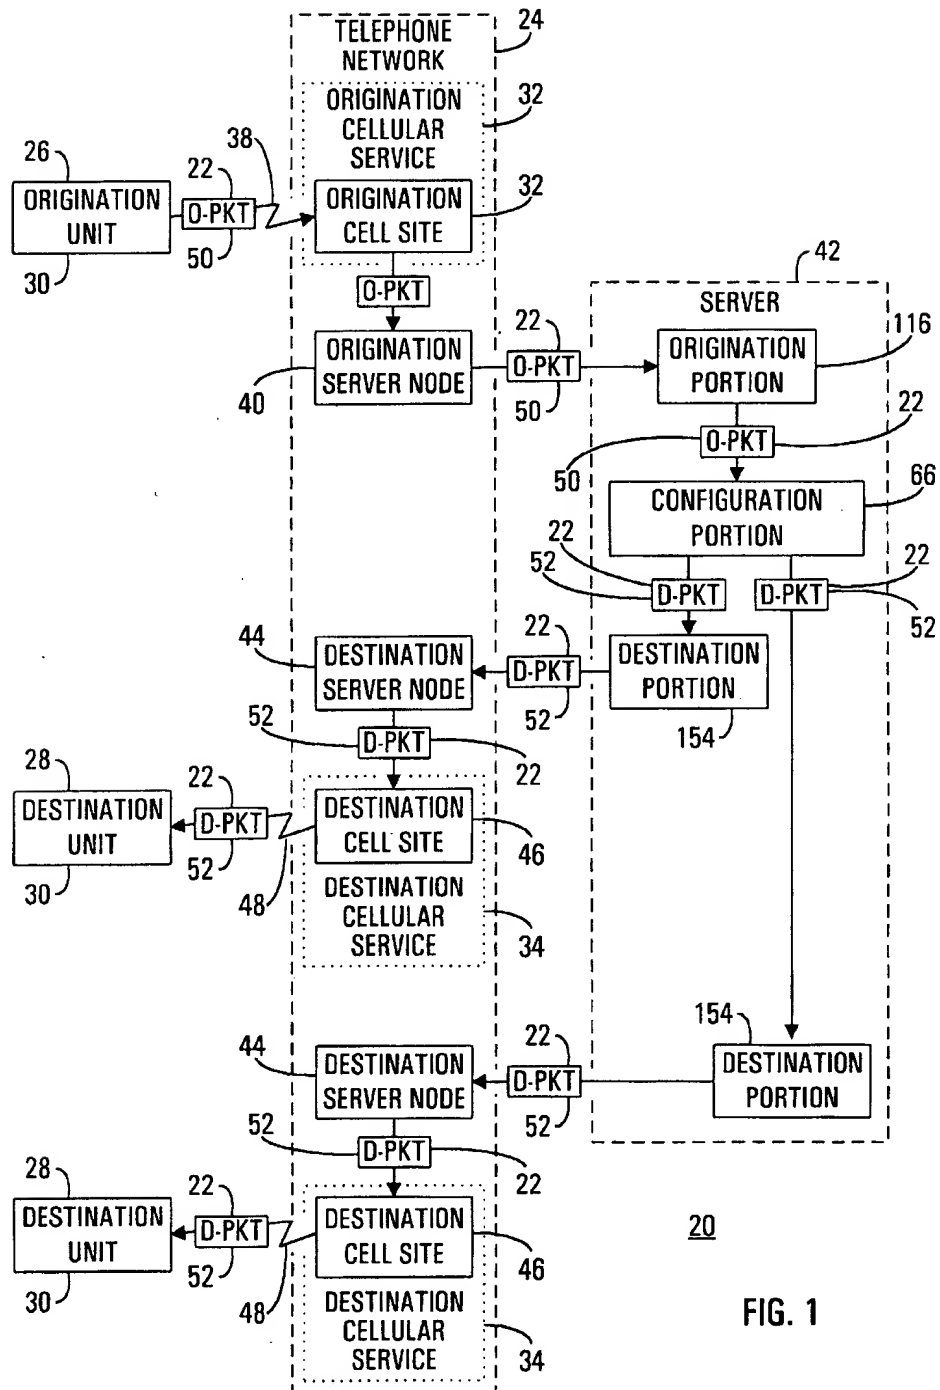 TELEPHONE
NETWORK
24
ORIGINATION
CELLULAR
SERVICE
32
26
22
38
ORIGINATION
UNIT
O-PKT
ORIGINATION
CELL SITE
32
30
50
O-PKT
42
SERVER
ORIGINATION
SERVER NODE
40
22
O-PKT
50
ORIGINATION
PORTION
116
O-PKT
22
50
CONFIGURATION
PORTION
66
22
52
D-PKT
D-PKT
22
52
44
DESTINATION
SERVER NODE
22
D-PKT
52
DESTINATION
PORTION
154
52
D-PKT
22
28
22
DESTINATION
UNIT
D-PKT
DESTINATION
CELL SITE
46
30
52
48
DESTINATION
CELLULAR
SERVICE
34
154
44
DESTINATION
SERVER NODE
22
D-PKT
52
DESTINATION
PORTION
52
D-PKT
22
28
22
DESTINATION
UNIT
D-PKT
DESTINATION
CELL SITE
46
30
52
48
DESTINATION
CELLULAR
SERVICE
34
20
FIG. 1